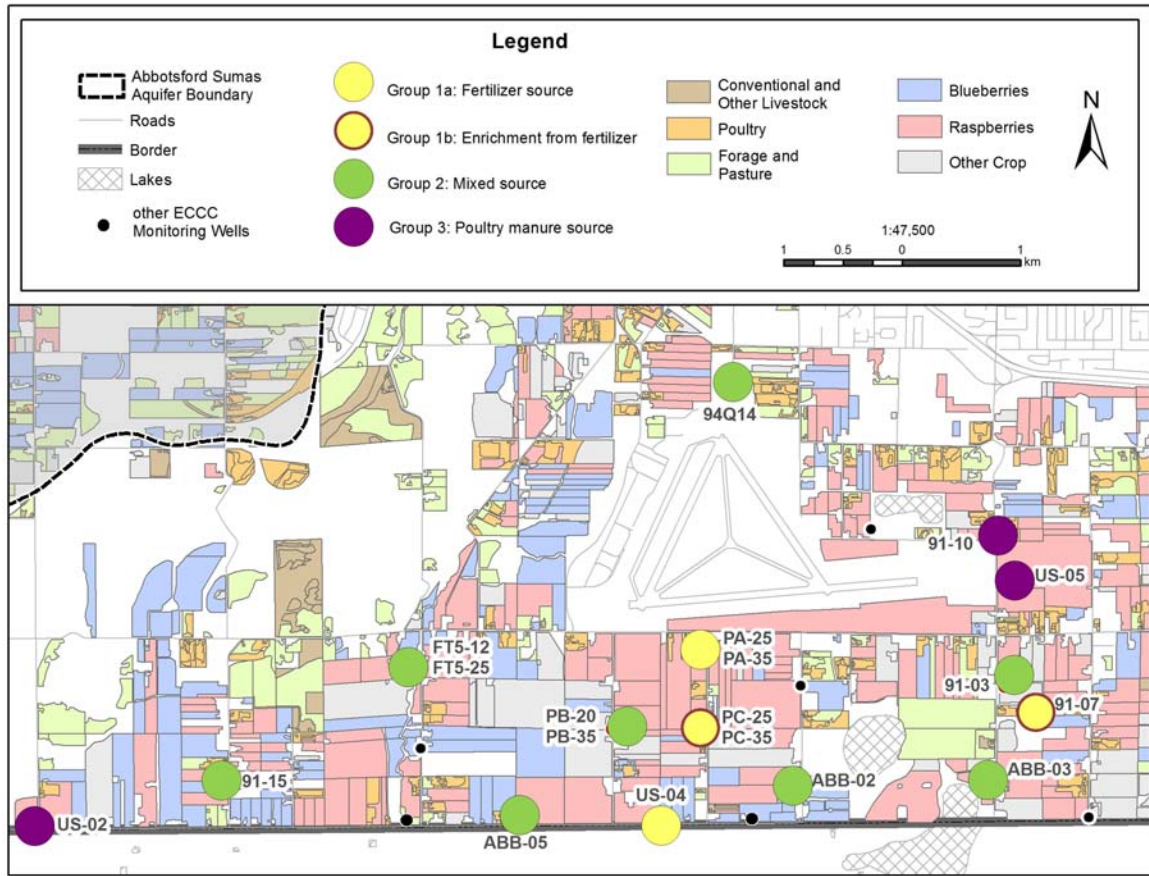 Legend
Abbotsford Sumas
Aquifer Boundary
Roads
Border
Lakes
other ECCC
Monitoring Wells
Group 1a: Fertilizer source
Group 1b: Enrichment from fertilizer
Group 2: Mixed source
Group 3: Poultry manure source
Conventional and
Other Livestock
Poultry
Forage and
Pasture
Blueberries
Raspberries
Other Crop
N
1:47,500
1 0.5 0 1
km
94Q14
91-10
US-05
FT5-12
FT5-25
PA-25
PA-35
91-03
91-07
PB-20
PB-35
PC-25
PC-35
91-15
ABB-02
ABB-03
US-02
ABB-05
US-04